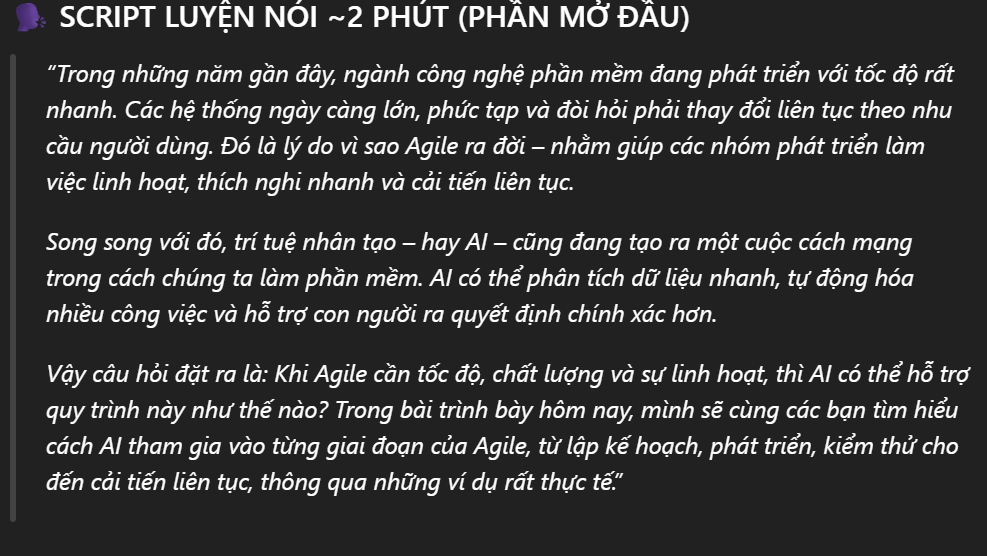 SCRIPT LUYỆN NÓI ~2 PHÚT (PHẦN MỞ ĐẦU)
“Trong những năm gần đây, ngành công nghệ phần mềm đang phát triển với tốc độ rất
nhanh. Các hệ thống ngày càng lớn, phức tạp và đòi hỏi phải thay đổi liên tục theo nhu
cầu người dùng. Đó là lý do vì sao Agile ra đời – nhằm giúp các nhóm phát triển làm
việc linh hoạt, thích nghi nhanh và cải tiến liên tục.
Song song với đó, trí tuệ nhân tạo – hay AI – cũng đang tạo ra một cuộc cách mạng
trong cách chúng ta làm phần mềm. AI có thể phân tích dữ liệu nhanh, tự động hóa
nhiều công việc và hỗ trợ con người ra quyết định chính xác hơn.
Vậy câu hỏi đặt ra là: Khi Agile cần tốc độ, chất lượng và sự linh hoạt, thì AI có thể hỗ trợ
quy trình này như thế nào? Trong bài trình bày hôm nay, mình sẽ cùng các bạn tìm hiểu
cách AI tham gia vào từng giai đoạn của Agile, từ lập kế hoạch, phát triển, kiểm thử cho
đến cải tiến liên tục, thông qua những ví dụ rất thực tế.”